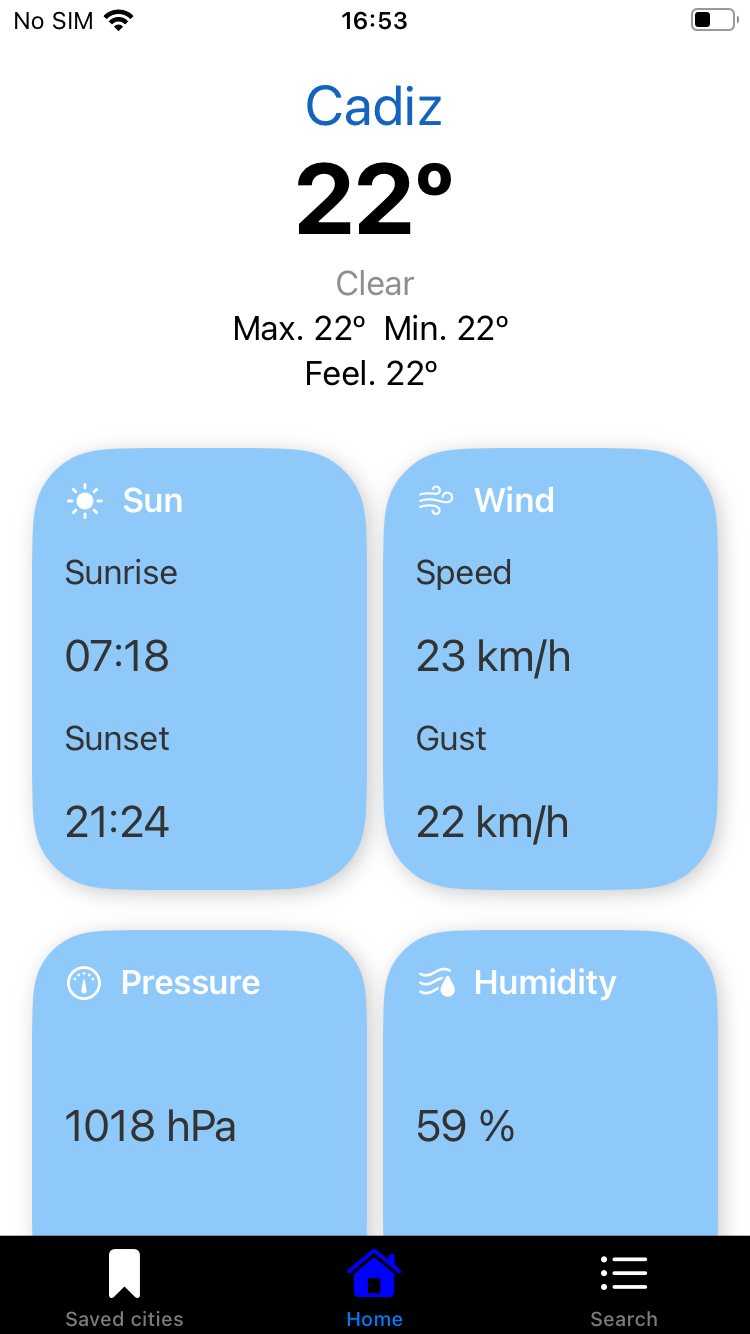 No SIM 16:53
Cadiz
22º
Clear
Max. 22º Min. 22º
Feel. 22º
Sun
Sunrise
07:18
Sunset
21:24
Wind
Speed
23 km/h
Gust
22 km/h
Pressure
1018 hPa
Humidity
59 %
Saved cities Home Search